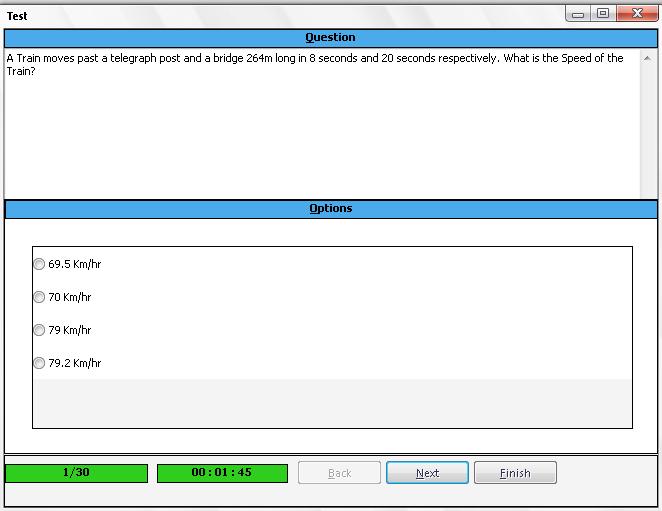 Test
Question
A Train moves past a telegraph post and a bridge 264m long in 8 seconds and 20 seconds respectively. What is the Speed of the
Train?
Options
69.5 Km/hr
70 Km/hr
79 Km/hr
79.2 Km/hr
1/30
00 : 01 : 45
Back
Next
Finish